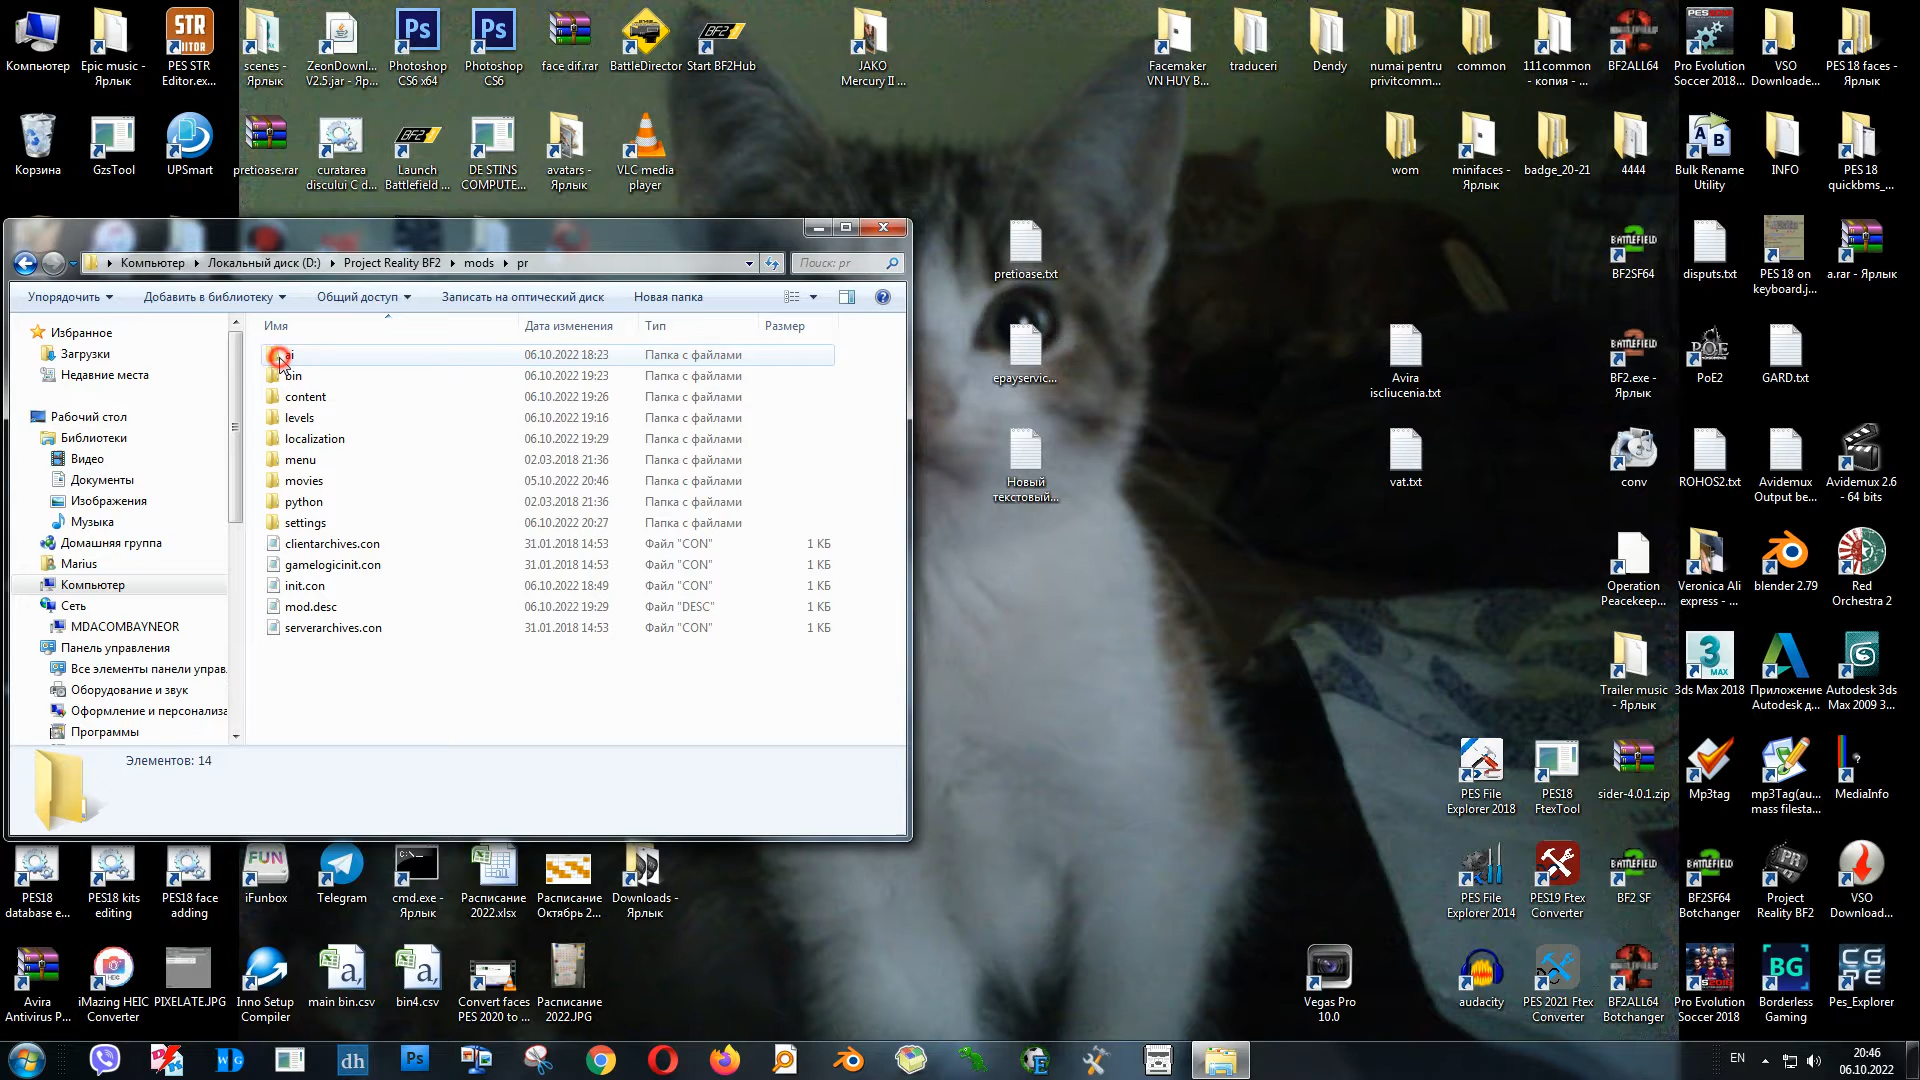 Компьютер
Epic music - Ярлык
PES STR Editor.ex...
scenes - Ярлык
ZeonDownl... V2.5.jar - Яр...
Photoshop CS6 x64
Photoshop CS6
face dif.rar
BattleDirector
Start BF2Hub
JAKO Mercury II ...
Facemaker VN HUY B...
traduceri
Dendy
numai pentru privitcomm...
common
111common - копия - ...
BF2ALL64
Pro Evolution Soccer 2018...
VSO Downloade...
PES 18 faces - Ярлык
Корзина
GzsTool
UPSmart
pretioase.rar
curatarea discului C d...
Launch Battlefield ...
DE STINS COMPUTE...
avatars - Ярлык
VLC media player
wom
minifaces - Ярлык
badge_20-21
4444
Bulk Rename Utility
INFO
PES 18 quickbms_...
pretioase.txt
BF2SF64
disputs.txt
PES 18 on keyboard.j...
a.rar - Ярлык
epayservic...
Avira iscliucenia.txt
BF2.exe - Ярлык
PoE2
GARD.txt
Новый текстовый...
vat.txt
conv
ROHOS2.txt
Avidemux Output be...
Avidemux 2.6 - 64 bits
Operation Peacekeep...
Veronica Ali express - ...
blender 2.79
Red Orchestra 2
Trailer music - Ярлык
3ds Max 2018
Приложение Autodesk д...
Autodesk 3ds Max 2009 3...
PES File Explorer 2018
PES18 FtexTool
sider-4.0.1.zip
Mp3tag
mp3Tag(au... mass filesta...
MediaInfo
Компьютер
Локальный диск (D:)
Project Reality BF2
mods
pr
Поиск: pr
Упорядочить
Добавить в библиотеку
Общий доступ
Записать на оптический диск
Новая папка
Имя
Дата изменения
Тип
Размер
ai 06.10.2022 18:23 Папка с файлами
bin 06.10.2022 19:23 Папка с файлами
content 06.10.2022 19:26 Папка с файлами
levels 06.10.2022 19:16 Папка с файлами
localization 06.10.2022 19:29 Папка с файлами
menu 02.03.2018 21:36 Папка с файлами
movies 05.10.2022 20:46 Папка с файлами
python 02.03.2018 21:36 Папка с файлами
settings 06.10.2022 20:27 Папка с файлами
clientarchives.con 31.01.2018 14:53 Файл "CON" 1 КБ
gamelogicinit.con 31.01.2018 14:53 Файл "CON" 1 КБ
init.con 06.10.2022 18:49 Файл "CON" 1 КБ
mod.desc 06.10.2022 19:29 Файл "DESC" 1 КБ
serverarchives.con 31.01.2018 14:53 Файл "CON" 1 КБ
Избранное
Загрузки
Недавние места
Рабочий стол
Библиотеки
Видео
Документы
Изображения
Музыка
Домашняя группа
Marius
Компьютер
Сеть
MDACOMBAYNEOR
Панель управления
Все элементы панели управ
Оборудование и звук
Оформление и персонализа
Программы
Элементов: 14
PES18 database e...
PES18 kits editing
PES18 face adding
iFunbox
Telegram
cmd.exe - Ярлык
Расписание 2022.xlsx
Расписание Октябрь 2...
Downloads - Ярлык
PES File Explorer 2014
PES19 Ftex Converter
BF2 SF
BF2SF64 Botchanger
Project Reality BF2
VSO Download...
Avira Antivirus P...
iMazing HEIC Converter
PIXELATE.JPG
Inno Setup Compiler
main bin.csv
bin4.csv
Convert faces PES 2020 to ...
Расписание 2022.JPG
Vegas Pro 10.0
audacity
PES 2021 Ftex Converter
BF2ALL64 Botchanger
Pro Evolution Soccer 2018
Borderless Gaming
Pes_Explorer
EN
20:46
06.10.2022